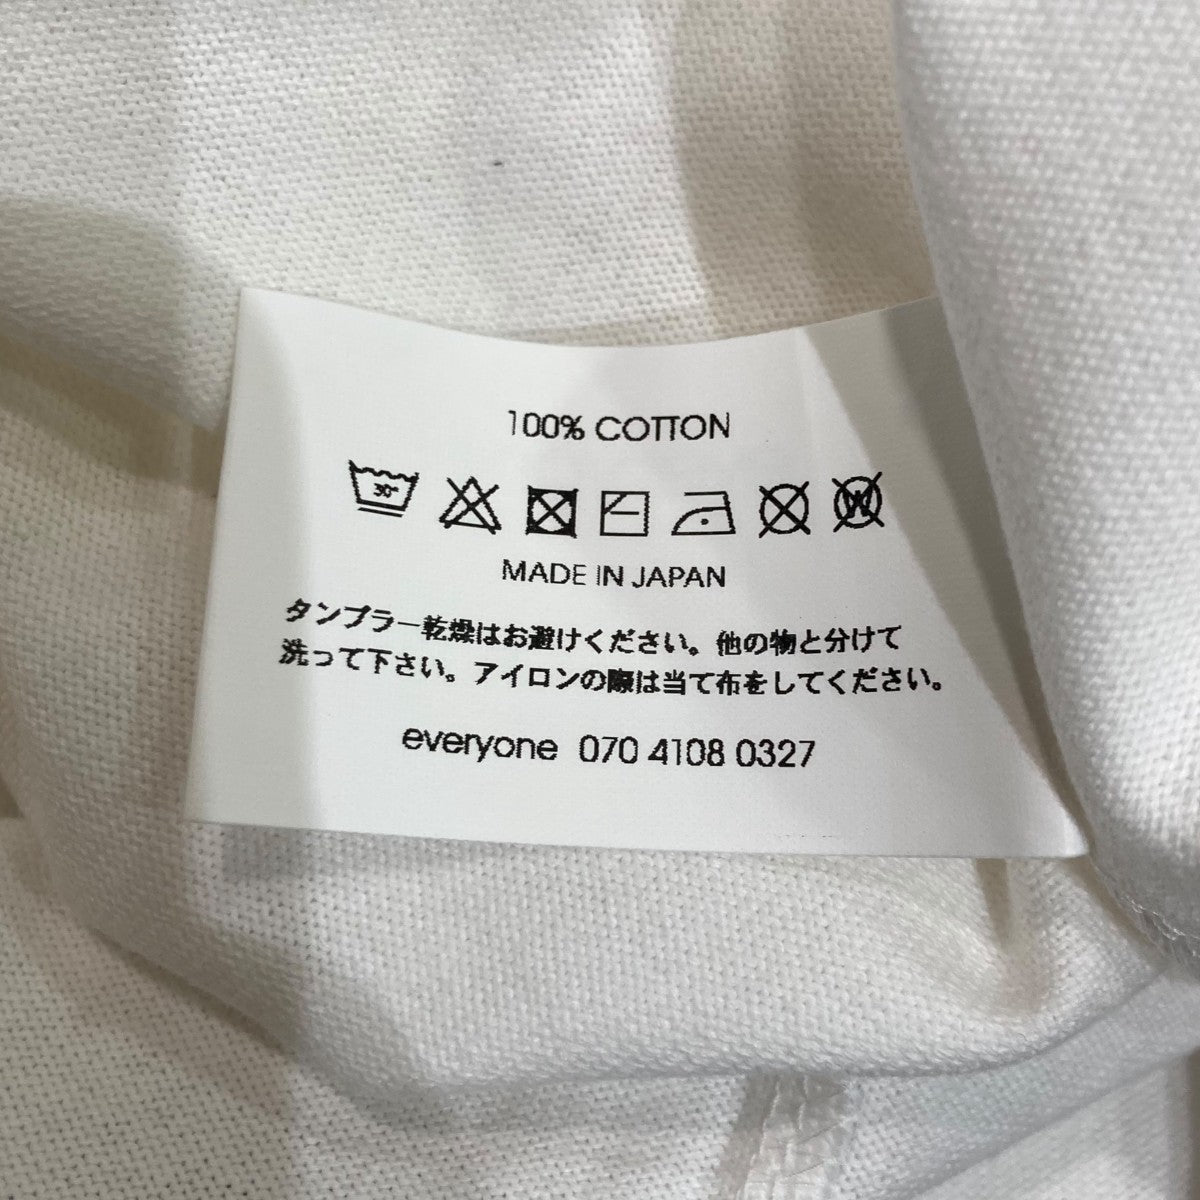 100% COTTON
30°
W
MADE IN JAPAN
タンブラー乾燥はお避けください。他の物と分けて
洗って下さい。アイロンの際は当て布をしてください。
everyone 070 4108 0327